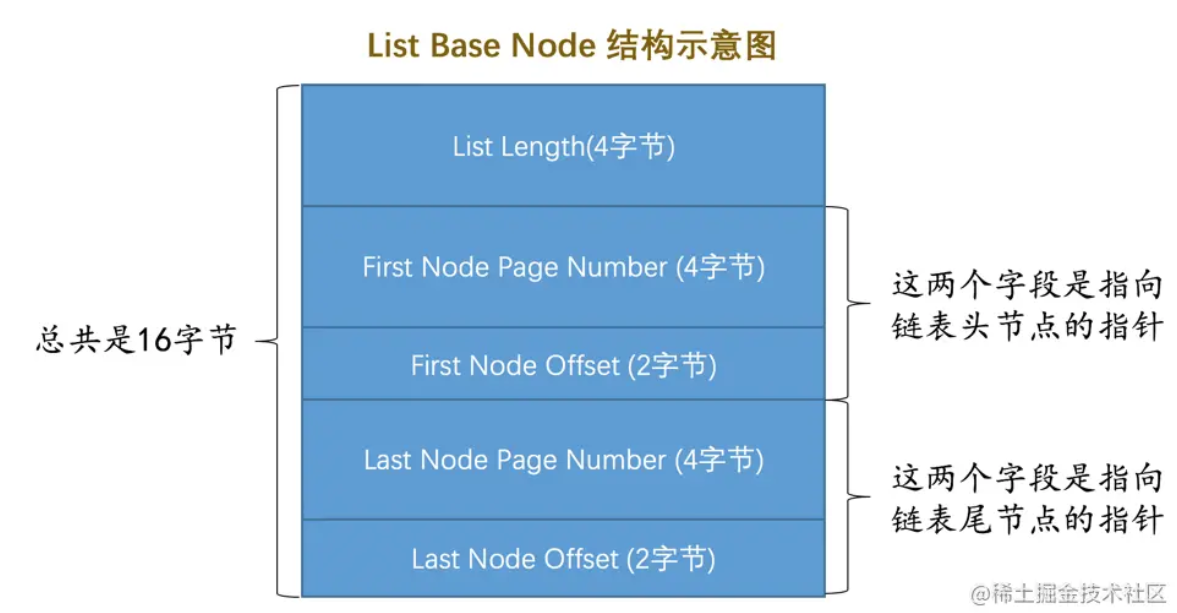 List Base Node 结构示意图
List Length(4字节)
First Node Page Number (4字节)
First Node Offset (2字节)
Last Node Page Number (4字节)
Last Node Offset (2字节)
总共是16字节
这两个字段是指向
链表头节点的指针
这两个字段是指向
链表尾节点的指针
@稀土掘金技术社区